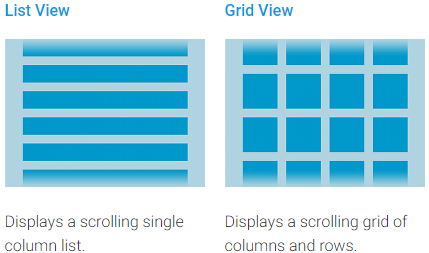 List View
Displays a scrolling single
column list.
Grid View
Displays a scrolling grid of
columns and rows.